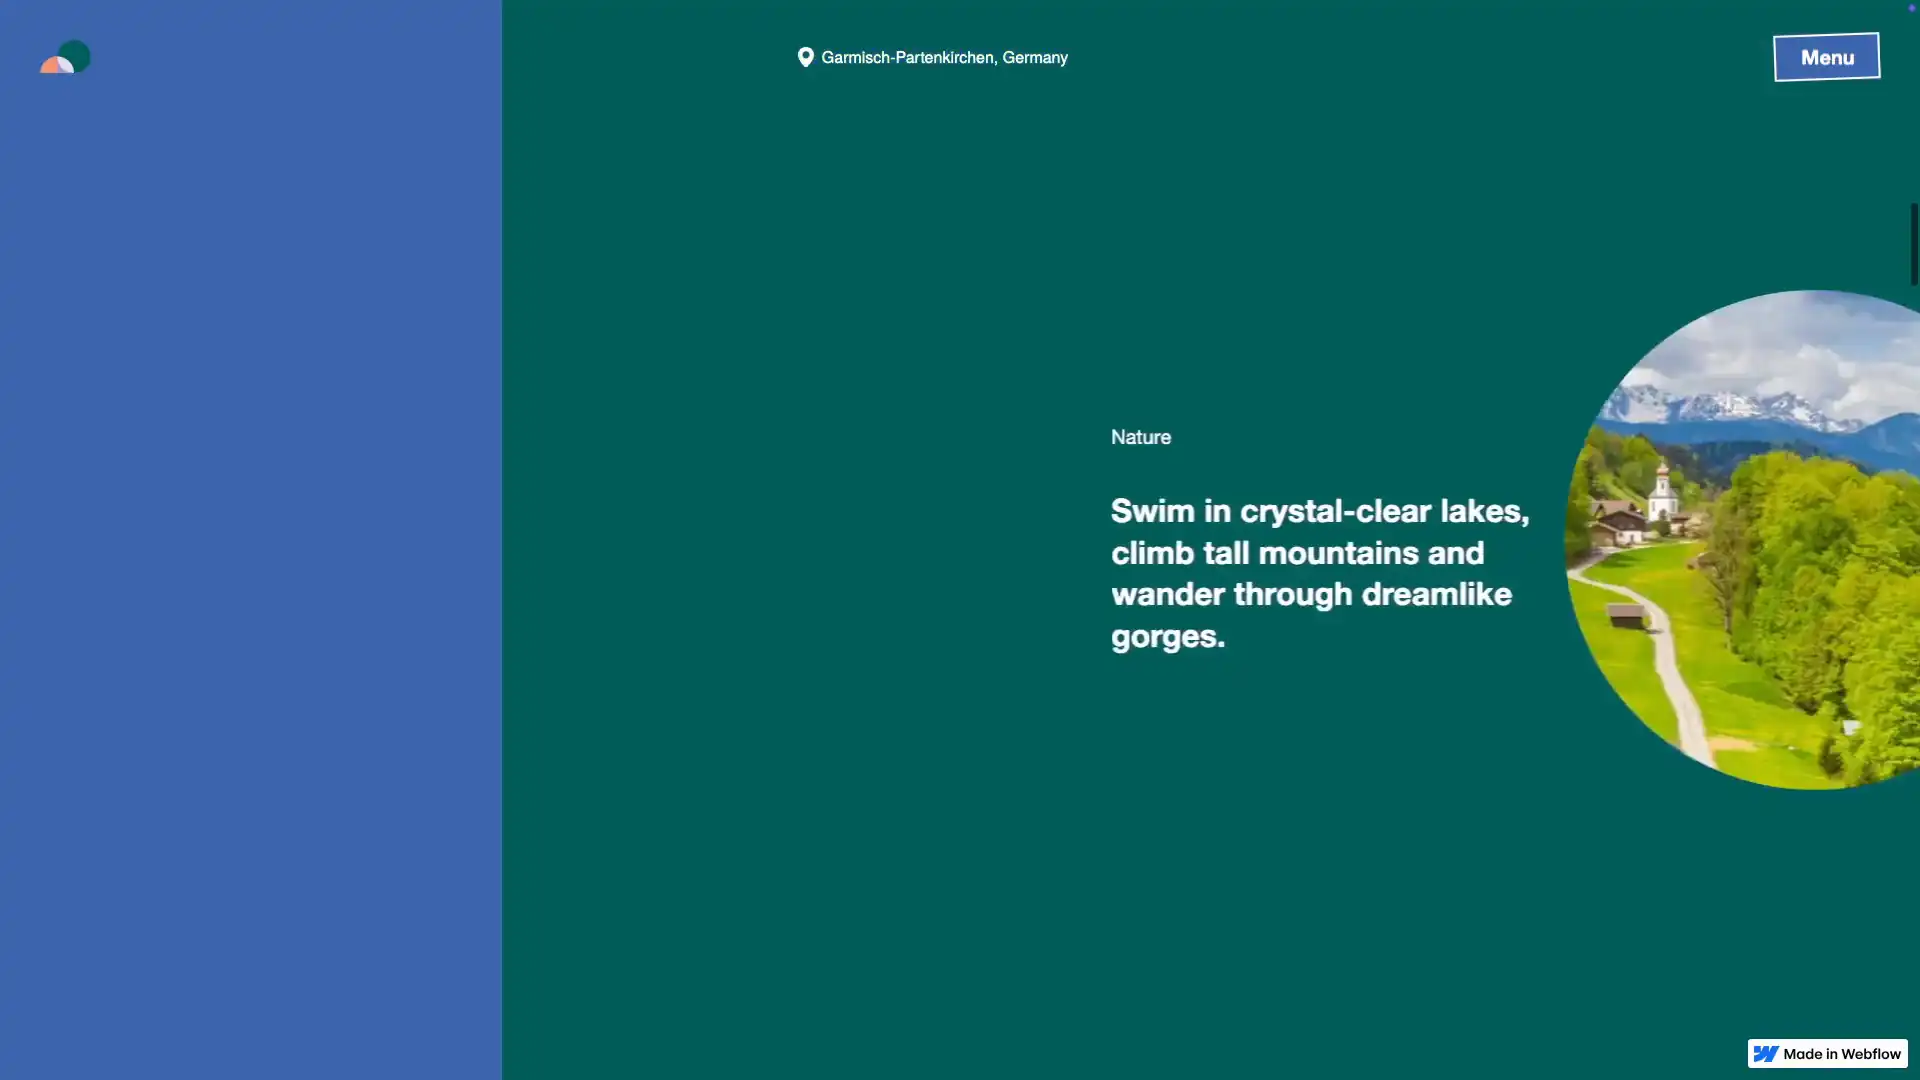 Garmisch-Partenkirchen, Germany
Menu
Nature
Swim in crystal-clear lakes,
climb tall mountains and
wander through dreamlike
gorges.
Made in Webflow